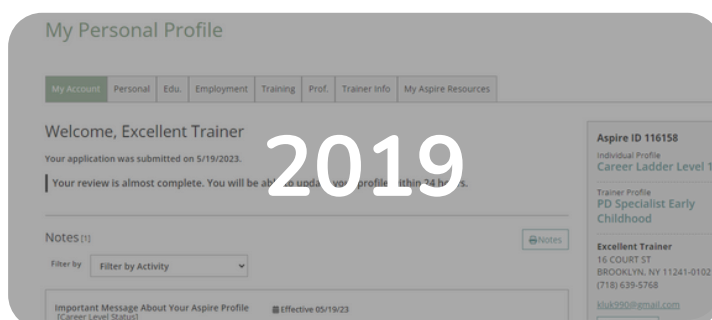 My Personal Profile
My Account Personal Edu. Employment Training Prof. Trainer Info My Aspire Resources
Welcome, Excellent Trainer
Your application was submitted on 5/19/2023.
Your review is almost complete. You will be able to update your profile within 24 hours.
2019
Notes [1]
Notes
Filter by Filter by Activity
Important Message About Your Aspire Profile Effective 05/19/23
[Career Level Status]
Aspire ID 116158
Individual Profile
Career Ladder Level 1
Trainer Profile
PD Specialist Early
Childhood
Excellent Trainer
16 COURT ST
BROOKLYN, NY 11241-0102
(718) 639-5768
kluk990@gmail.com